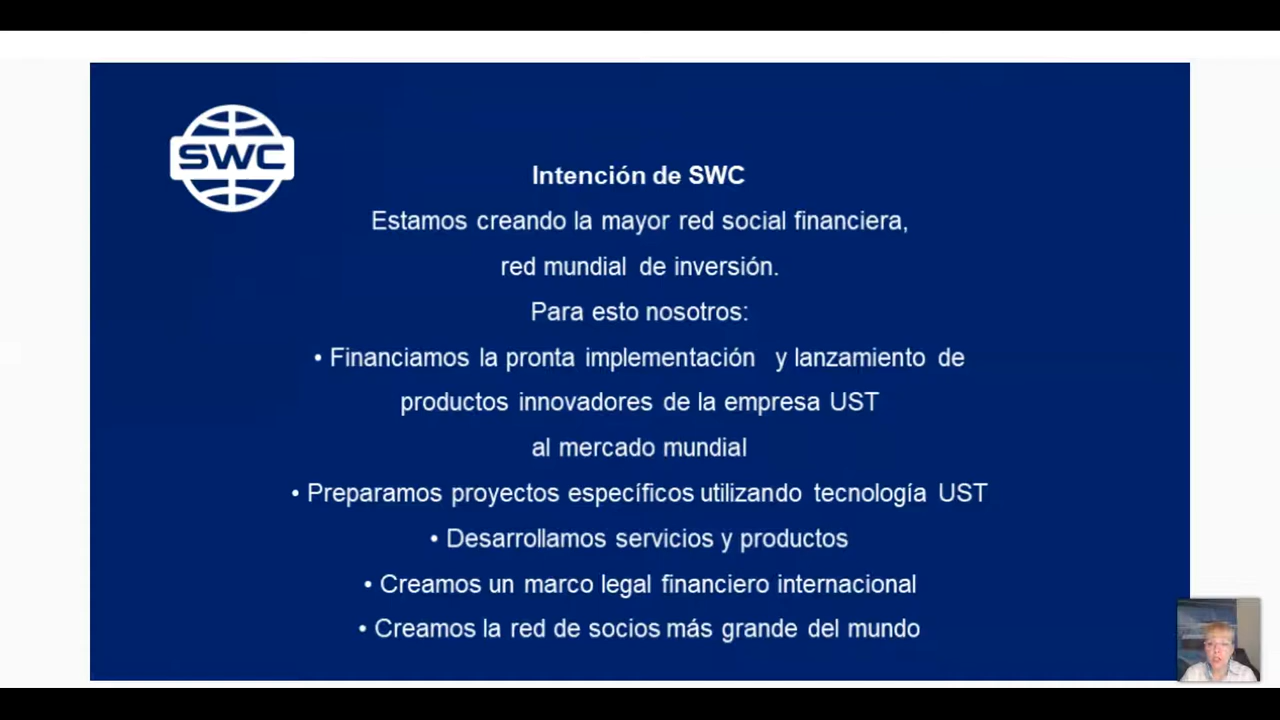 SWC
Intención de SWC
Estamos creando la mayor red social financiera,
red mundial de inversión.
Para esto nosotros:
• Financiamos la pronta implementación y lanzamiento de
productos innovadores de la empresa UST
al mercado mundial
• Preparamos proyectos específicos utilizando tecnología UST
• Desarrollamos servicios y productos
• Creamos un marco legal financiero internacional
• Creamos la red de socios más grande del mundo